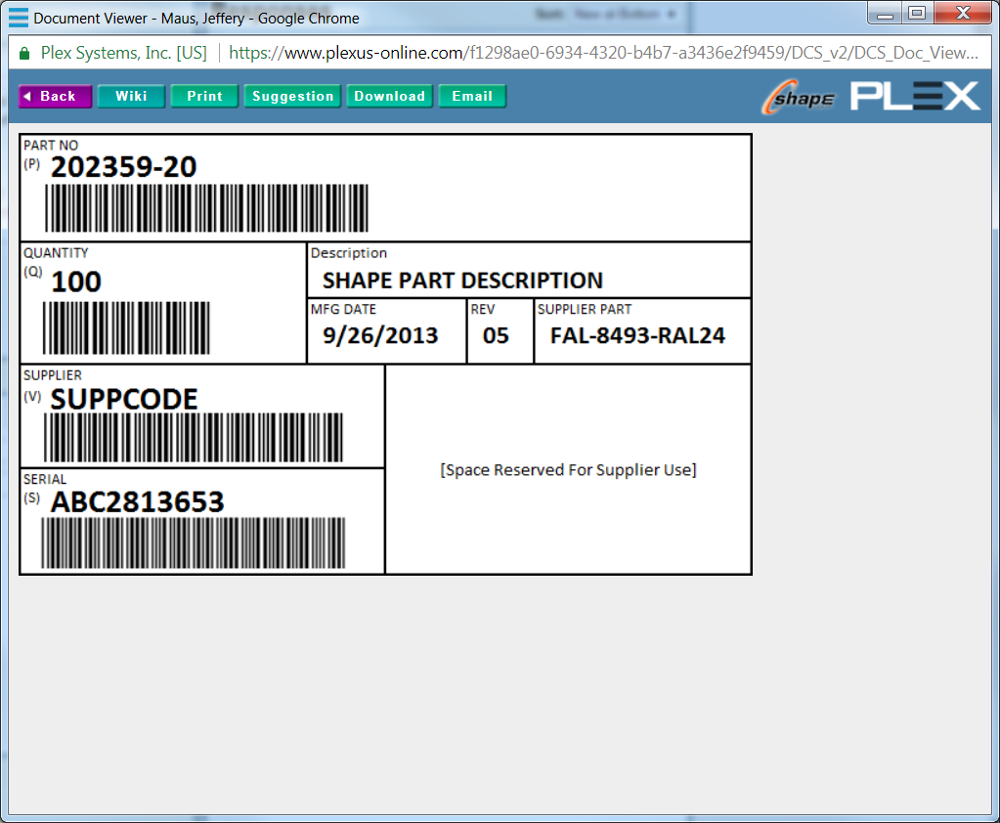 Document Viewer - Maus, Jeffery - Google Chrome
Plex Systems, Inc. [US] https://www.plexus-online.com/f1298ae0-6934-4320-b4b7-a3436e2f9459/DCS_v2/DCS_Doc_View...
Back Wiki Print Suggestion Download Email shape PLEX
PART NO
(P) 202359-20
QUANTITY
(Q) 100
Description
SHAPE PART DESCRIPTION
MFG DATE
9/26/2013
REV
05
SUPPLIER PART
FAL-8493-RAL24
SUPPLIER
(V) SUPPCODE
SERIAL
(S) ABC2813653
[Space Reserved For Supplier Use]